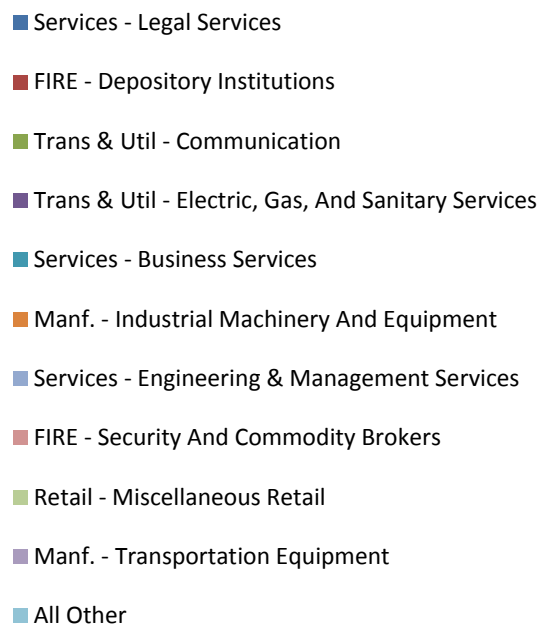 Services - Legal Services
FIRE - Depository Institutions
Trans & Util - Communication
Trans & Util - Electric, Gas, And Sanitary Services
Services - Business Services
Manf. - Industrial Machinery And Equipment
Services - Engineering & Management Services
FIRE - Security And Commodity Brokers
Retail - Miscellaneous Retail
Manf. - Transportation Equipment
All Other